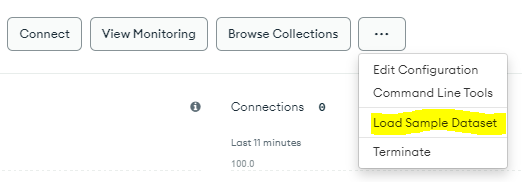 Connect
View Monitoring
Browse Collections
...
Edit Configuration
Command Line Tools
Load Sample Dataset
Terminate
Connections 0
Last 11 minutes
100.0